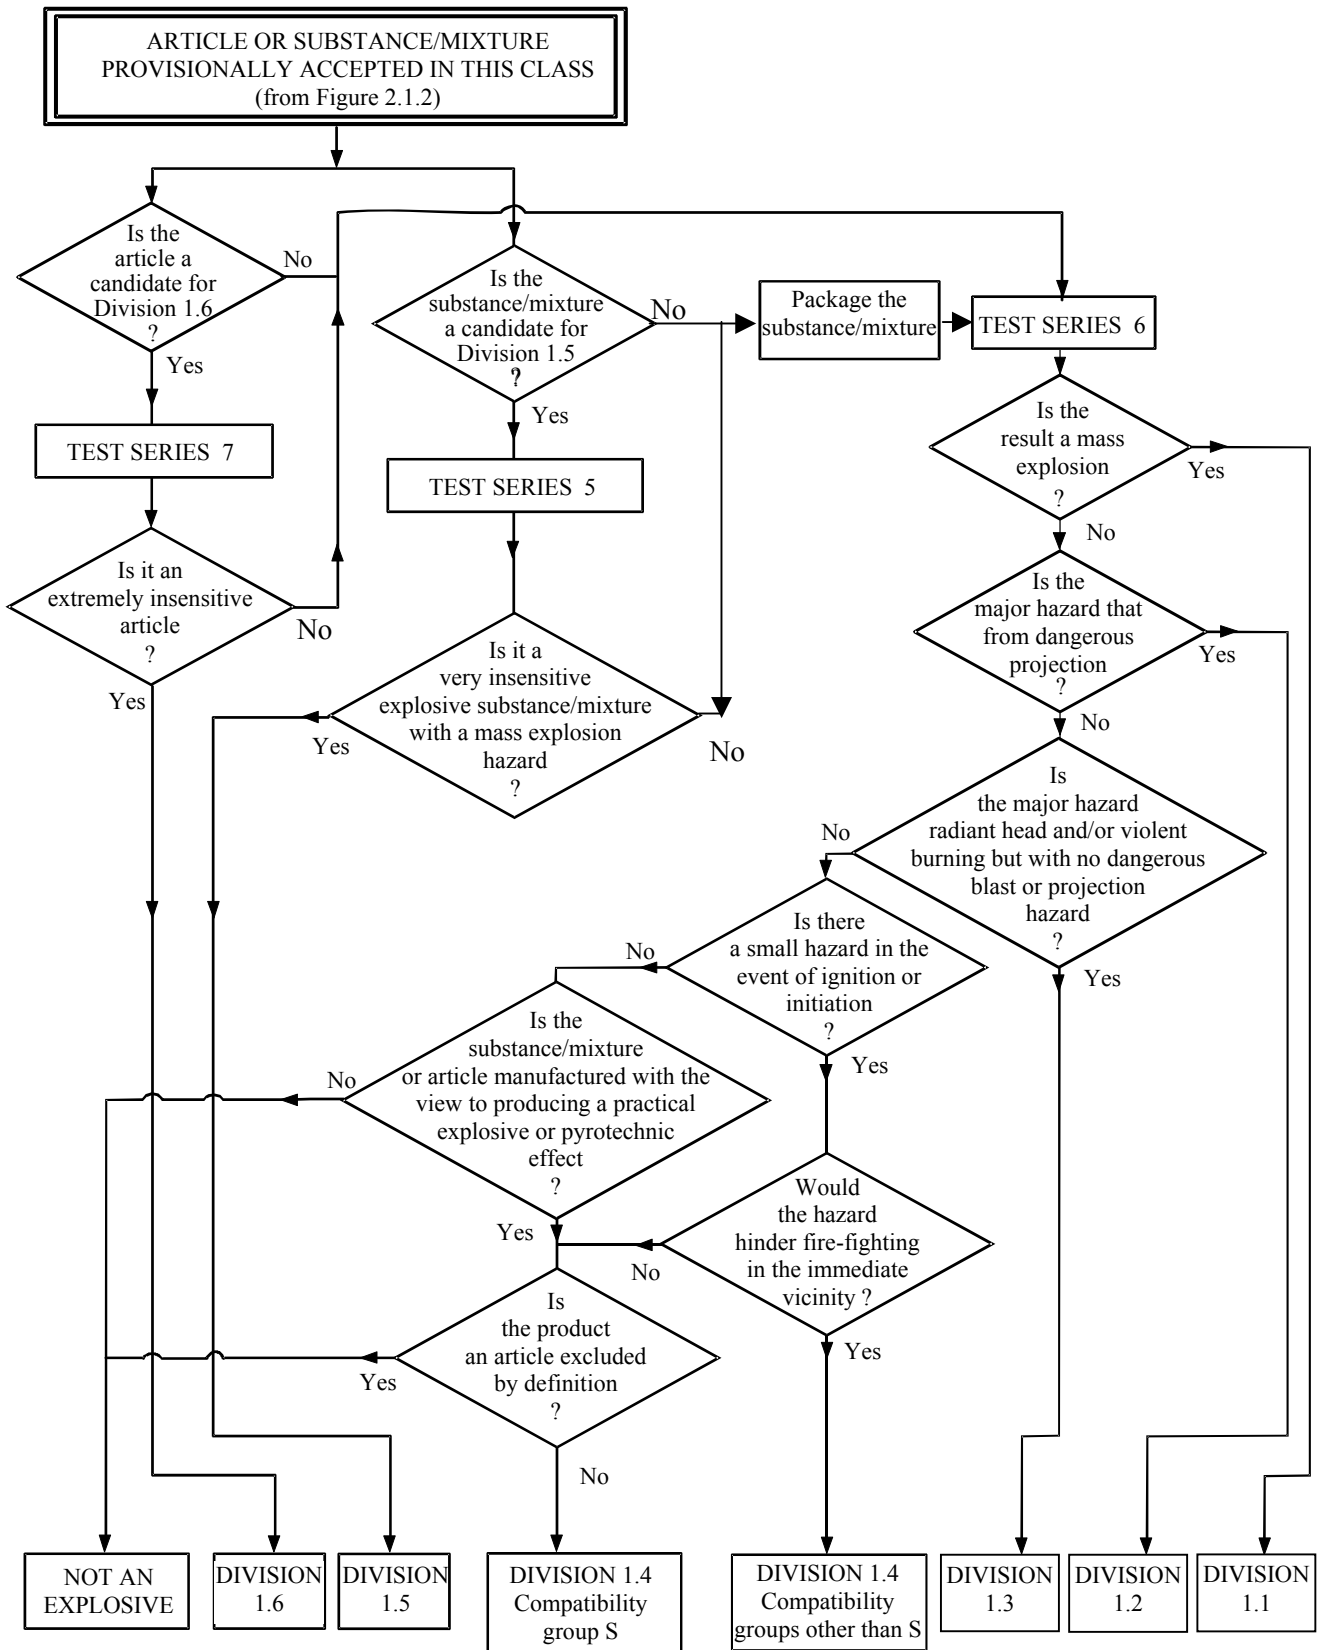 ARTICLE OR SUBSTANCE/MIXTURE
PROVISIONALLY ACCEPTED IN THIS CLASS
(from Figure 2.1.2)
Is the
article a
candidate for
Division 1.6
?
No
Yes
TEST SERIES 7
Is it an
extremely insensitive
article
?
No
Yes
Is the
substance/mixture
a candidate for
Division 1.5
?
No
Yes
TEST SERIES 5
Is it a
very insensitive
explosive substance/mixture
with a mass explosion
hazard
?
Yes
No
Package the
substance/mixture
TEST SERIES 6
Is the
result a mass
explosion
?
Yes
No
Is the
major hazard that
from dangerous
projection
?
Yes
No
Is
the major hazard
radiant head and/or violent
burning but with no dangerous
blast or projection
hazard
?
No
Yes
Is there
a small hazard in the
event of ignition or
initiation
?
No
Yes
Is the
substance/mixture
or article manufactured with the
view to producing a practical
explosive or pyrotechnic
effect
?
No
Yes
Would
the hazard
hinder fire-fighting
in the immediate
vicinity ?
No
Yes
Is
the product
an article excluded
by definition
?
Yes
No
NOT AN
EXPLOSIVE
DIVISION
1.6
DIVISION
1.5
DIVISION 1.4
Compatibility
group S
DIVISION 1.4
Compatibility
groups other than S
DIVISION
1.3
DIVISION
1.2
DIVISION
1.1